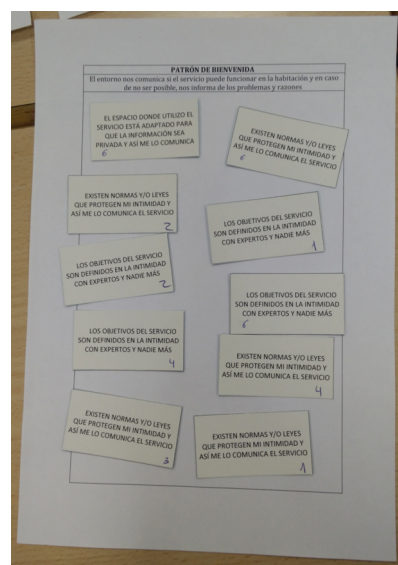 PATRÓN DE BIENVENIDA
El entorno nos comunica si el servicio puede funcionar en la habitación y en caso
de no ser posible, nos informa de los problemas y razones
EL ESPACIO DONDE UTILIZO EL
SERVICIO ESTÁ ADAPTADO PARA
QUE LA INFORMACIÓN SEA
PRIVADA Y ASÍ ME LO COMUNICA
6
EXISTEN NORMAS Y/O LEYES
QUE PROTEGEN MI INTIMIDAD Y
ASÍ ME LO COMUNICA EL SERVICIO
6
EXISTEN NORMAS Y/O LEYES
QUE PROTEGEN MI INTIMIDAD Y
ASÍ ME LO COMUNICA EL SERVICIO
2
LOS OBJETIVOS DEL SERVICIO
SON DEFINIDOS EN LA INTIMIDAD
CON EXPERTOS Y NADIE MÁS
1
LOS OBJETIVOS DEL SERVICIO
SON DEFINIDOS EN LA INTIMIDAD
CON EXPERTOS Y NADIE MÁS
2
LOS OBJETIVOS DEL SERVICIO
SON DEFINIDOS EN LA INTIMIDAD
CON EXPERTOS Y NADIE MÁS
6
LOS OBJETIVOS DEL SERVICIO
SON DEFINIDOS EN LA INTIMIDAD
CON EXPERTOS Y NADIE MÁS
4
EXISTEN NORMAS Y/O LEYES
QUE PROTEGEN MI INTIMIDAD Y
ASÍ ME LO COMUNICA EL SERVICIO
4
EXISTEN NORMAS Y/O LEYES
QUE PROTEGEN MI INTIMIDAD Y
ASÍ ME LO COMUNICA EL SERVICIO
3
EXISTEN NORMAS Y/O LEYES
QUE PROTEGEN MI INTIMIDAD Y
ASÍ ME LO COMUNICA EL SERVICIO
1